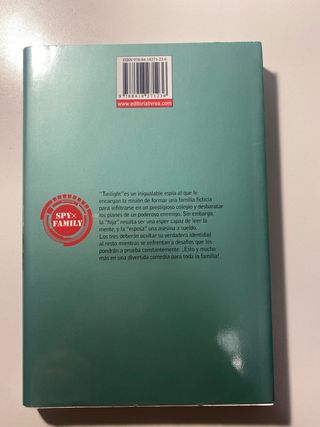 ISBN 978-84-18271-23-6
9 788418 271236
www.editorialivrea.com
SPY×
FAMILY
"Twilight" es un inigualable espía al que le
encargan la misión de formar una familia ficticia
para infiltrarse en un prestigioso colegio y desbaratar
los planes de un poderoso enemigo. Sin embargo,
la "hija" resulta ser una esper capaz de leer la
mente, y la "esposa" una asesina a sueldo.
Los tres deberán ocultar su verdadera identidad
al resto mientras se enfrentan a desafíos que los
pondrán a prueba constantemente. ¡Esto y mucho
más en una divertida comedia para toda la familia!